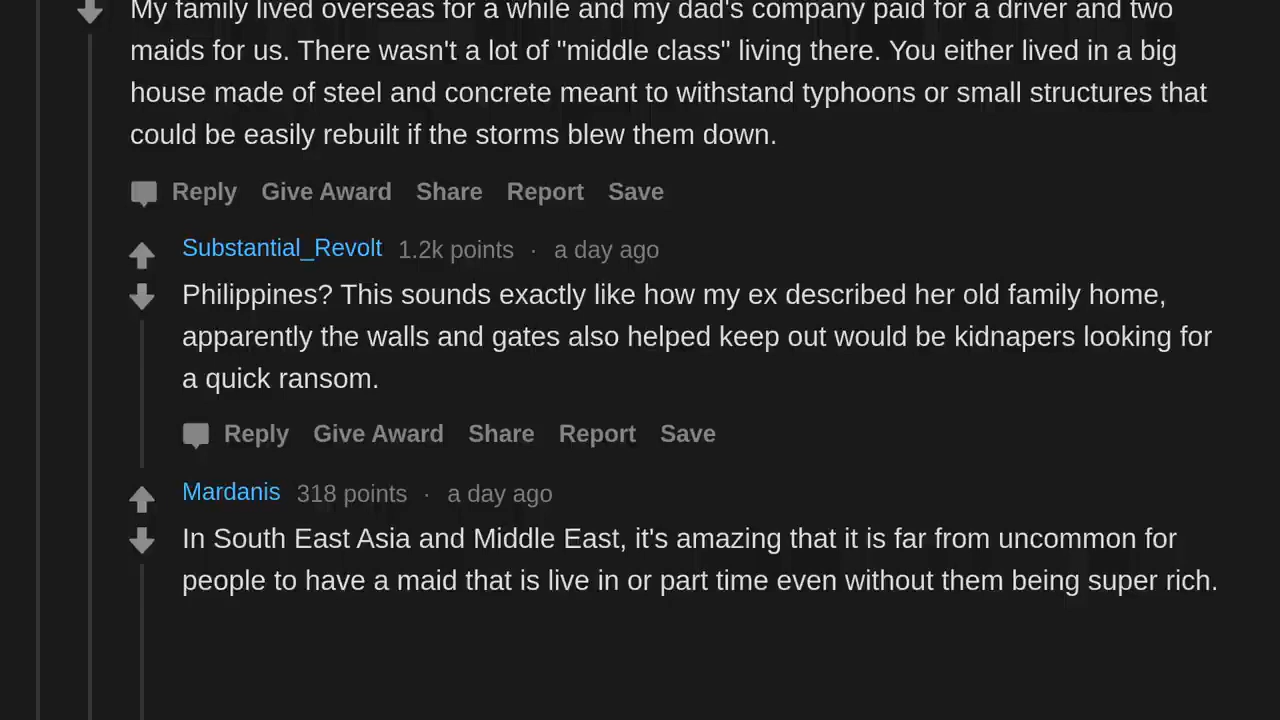 My family lived overseas for a while and my dad's company paid for a driver and two
maids for us. There wasn't a lot of "middle class" living there. You either lived in a big
house made of steel and concrete meant to withstand typhoons or small structures that
could be easily rebuilt if the storms blew them down.
Reply Give Award Share Report Save
Substantial_Revolt 1.2k points · a day ago
Philippines? This sounds exactly like how my ex described her old family home,
apparently the walls and gates also helped keep out would be kidnapers looking for
a quick ransom.
Reply Give Award Share Report Save
Mardanis 318 points · a day ago
In South East Asia and Middle East, it's amazing that it is far from uncommon for
people to have a maid that is live in or part time even without them being super rich.